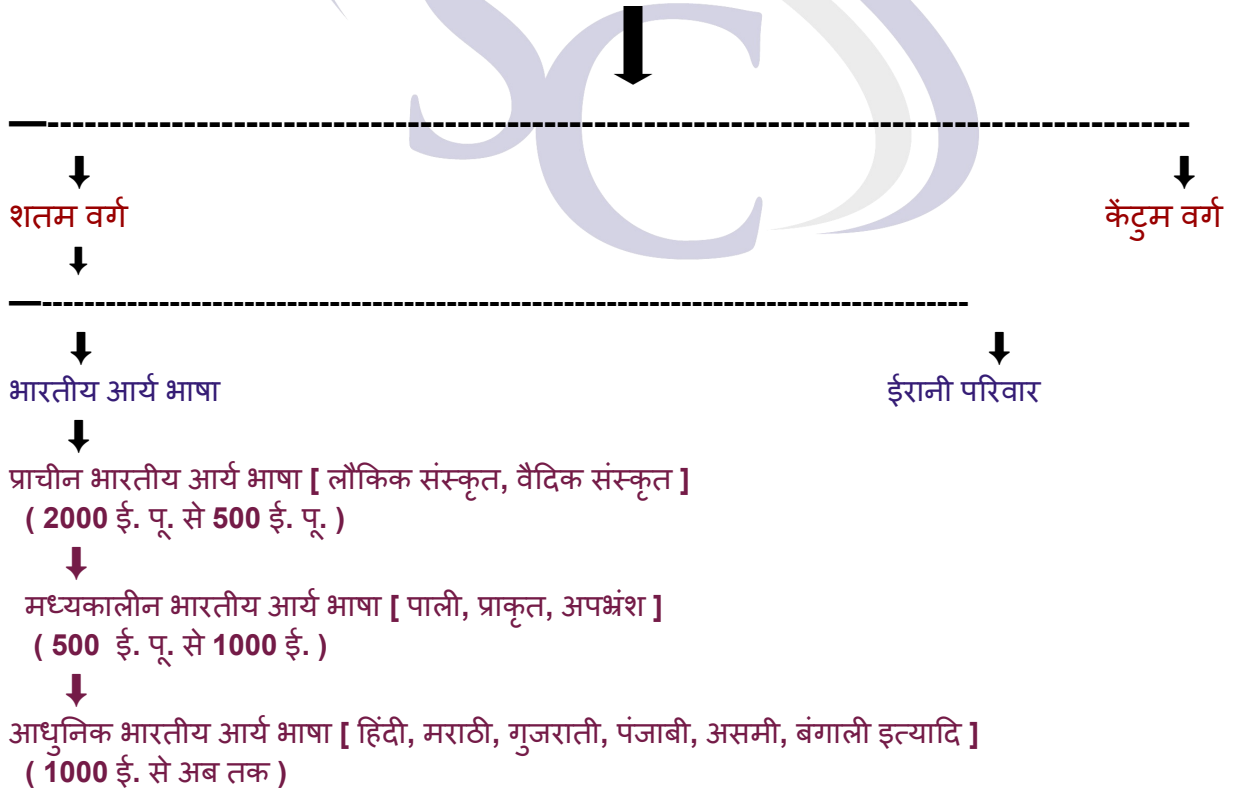 SC
शतम वर्ग केंटुम वर्ग
भारतीय आर्य भाषा ईरानी परिवार
प्राचीन भारतीय आर्य भाषा [ लौकिक संस्कृत, वैदिक संस्कृत ]
( 2000 ई. पू. से 500 ई. पू. )
मध्यकालीन भारतीय आर्य भाषा [ पाली, प्राकृत, अपभ्रंश ]
( 500 ई. पू. से 1000 ई. )
आधुनिक भारतीय आर्य भाषा [ हिंदी, मराठी, गुजराती, पंजाबी, असमी, बंगाली इत्यादि ]
( 1000 ई. से अब तक )